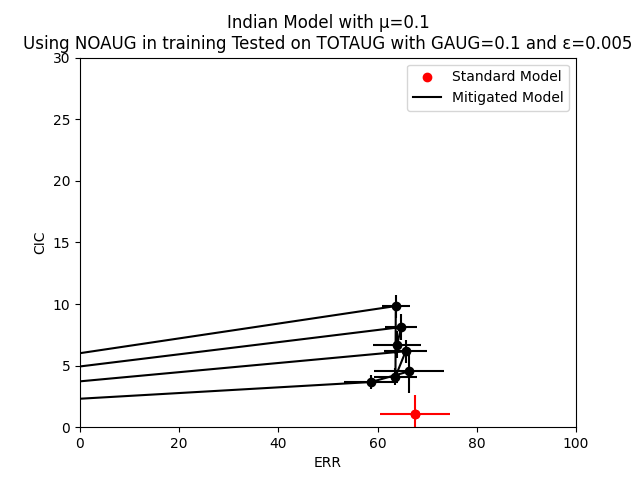 Indian Model with μ=0.1
Using NOAUG in training Tested on TOTAUG with GAUG=0.1 and ε=0.005
Standard Model
Mitigated Model
30
25
20
15
10
5
0
CIC
0 20 40 60 80 100
ERR